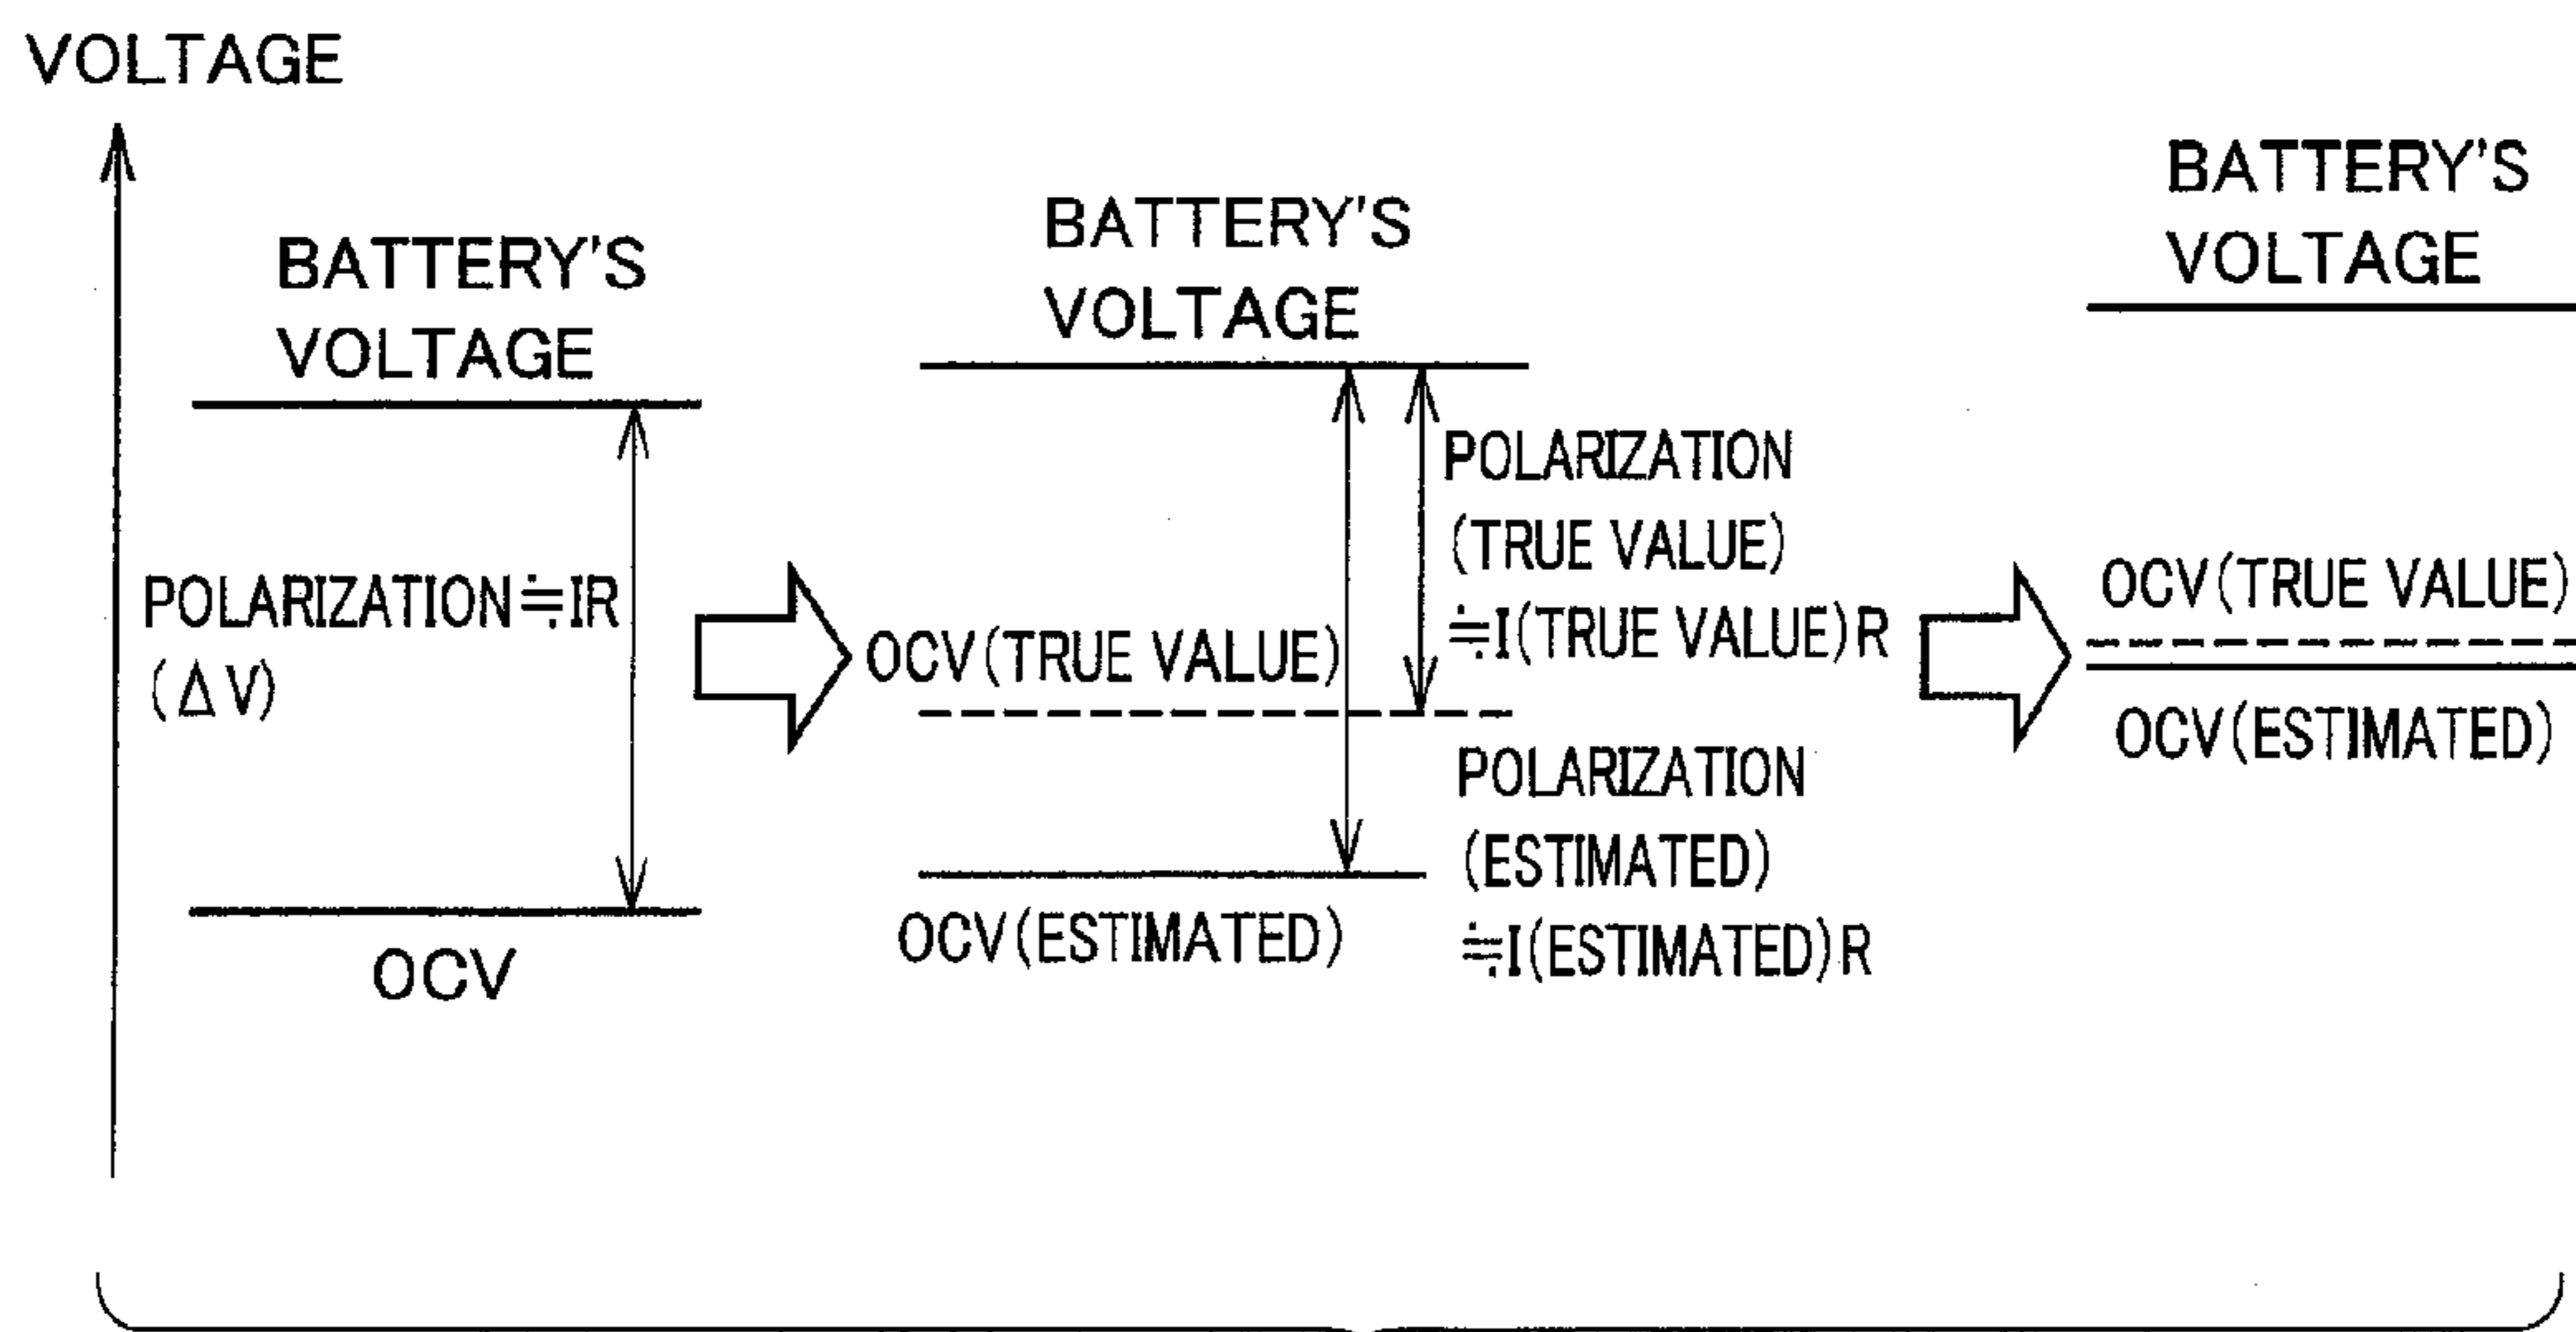 VOLTAGE
BATTERY'S
VOLTAGE
POLARIZATION≒IR
(ΔV)
OCV
BATTERY'S
VOLTAGE
POLARIZATION
(TRUE VALUE)
≒I(TRUE VALUE)R
OCV(TRUE VALUE)
POLARIZATION
(ESTIMATED)
≒I(ESTIMATED)R
OCV(ESTIMATED)
BATTERY'S
VOLTAGE
OCV(TRUE VALUE)
OCV(ESTIMATED)